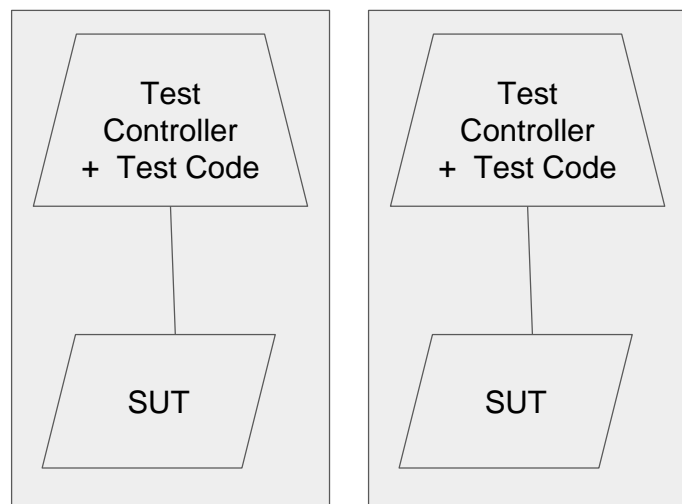 Test
Controller
+ Test Code
SUT
Test
Controller
+ Test Code
SUT